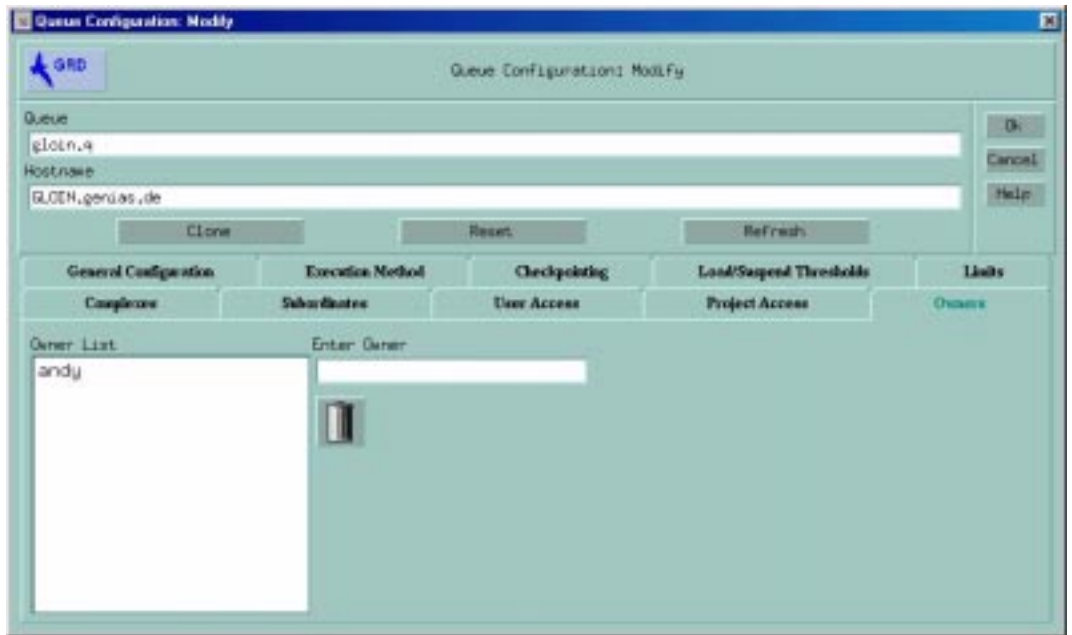 Queue Configuration: Modify
GRD
Queue Configuration: Modify
Queue
gloin.q
Hostname
GLOIN.genias.de
Ok
Cancel
Help
Clone
Reset
Refresh
General Configuration
Execution Method
Checkpointing
Load/Suspend Thresholds
Limits
Complexes
Subordinates
User Access
Project Access
Owners
Owner List
Enter Owner
andy